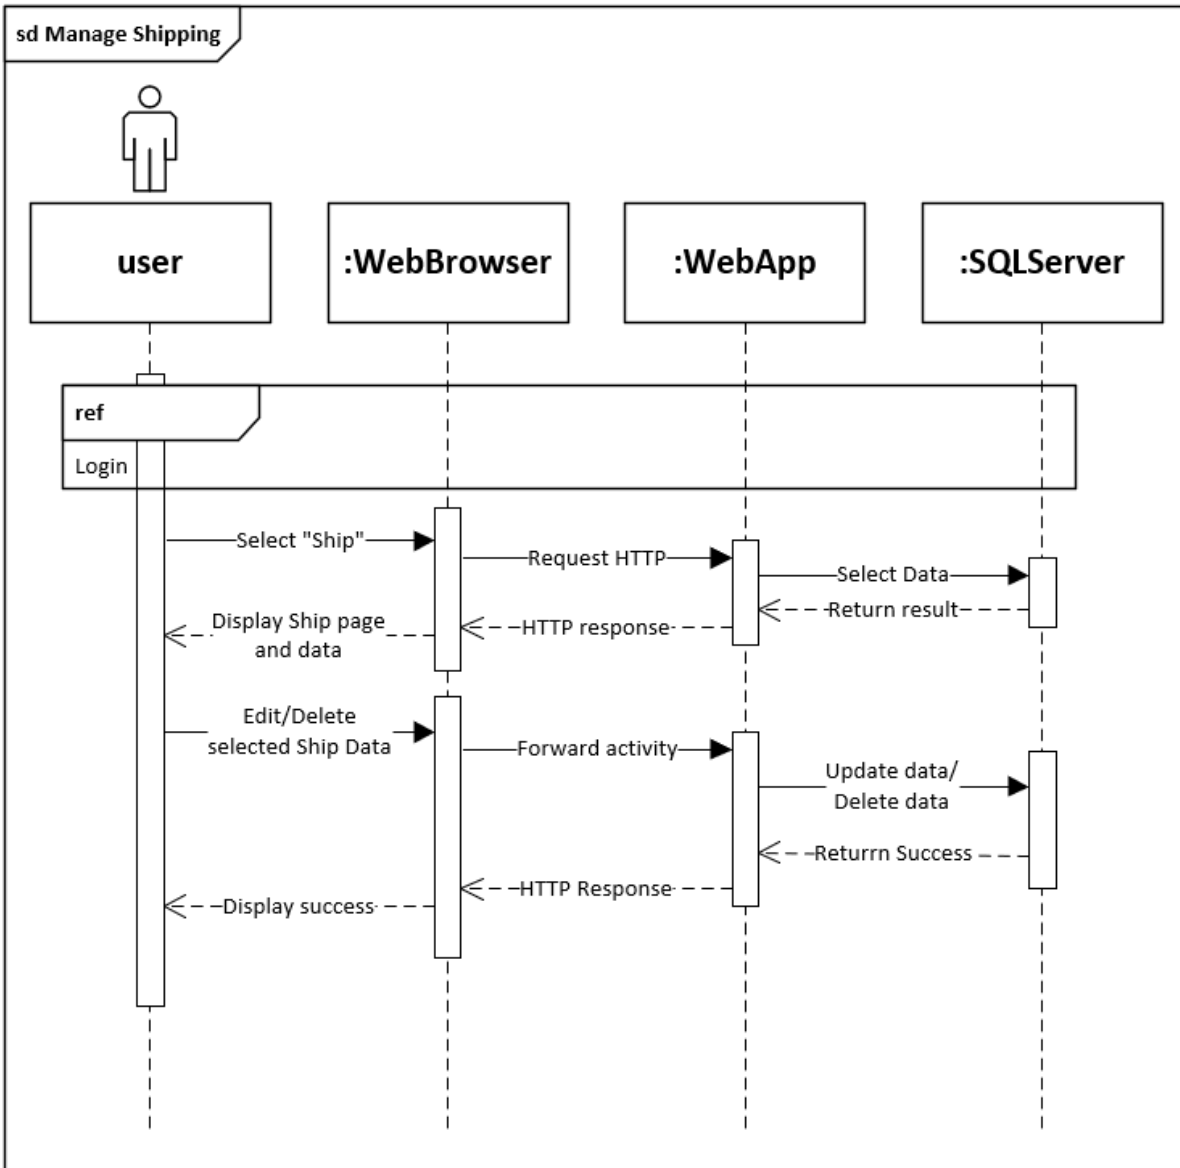 sd Manage Shipping
user
:WebBrowser
:WebApp
:SQLServer
ref
Login
Select "Ship"
Request HTTP
Select Data
Return result
Display Ship page
and data
HTTP response
Edit/Delete
selected Ship Data
Forward activity
Update data/
Delete data
Returrn Success
HTTP Response
Display success